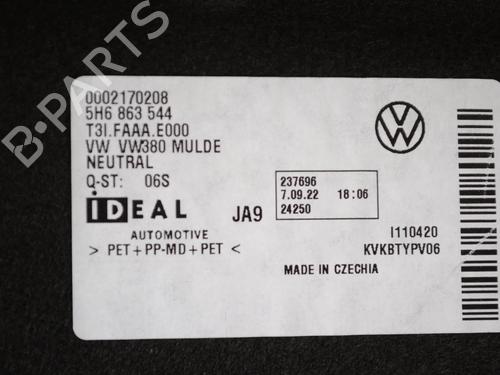 B-PARTS
0002170208
5H6 863 544
T3I.FAAA.E000
VW VW380 MULDE
NEUTRAL
Q-ST: 06S
iDEAL
AUTOMOTIVE
> PET+PP-MD+PET <
JA9
237696
7.09.22 18:06
24250
I110420
KVKBTYPV06
MADE IN CZECHIA